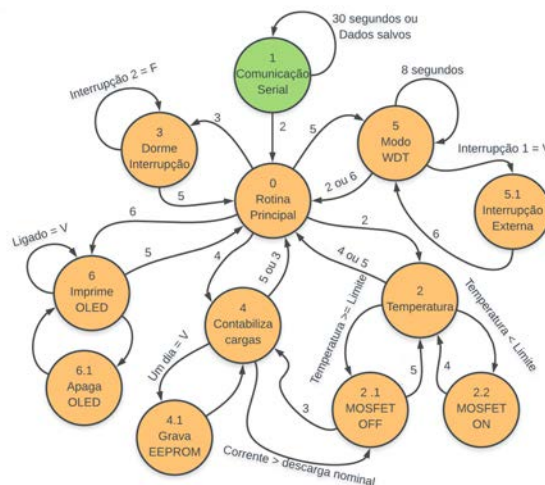 30 segundos ou
Dados salvos
1
Comunicação
Serial
2
Interrupção 2 = F
3
Dorme
Interrupção
3
5
8 segundos
5
Modo
WDT
5
2 ou 6
Interrupção 1 = V
5.1
Interrupção
Externa
6
0
Rotina
Principal
6
5
Ligado = V
6
Imprime
OLED
6.1
Apaga
OLED
4
5 ou 3
4
Contabiliza
cargas
Um dia = V
4.1
Grava
EEPROM
2
4 ou 5
2
Temperatura
Temperatura >= Limite
Temperatura < Limite
5
4
3
2 .1
MOSFET
OFF
2.2
MOSFET
ON
Corrente > descarga nominal